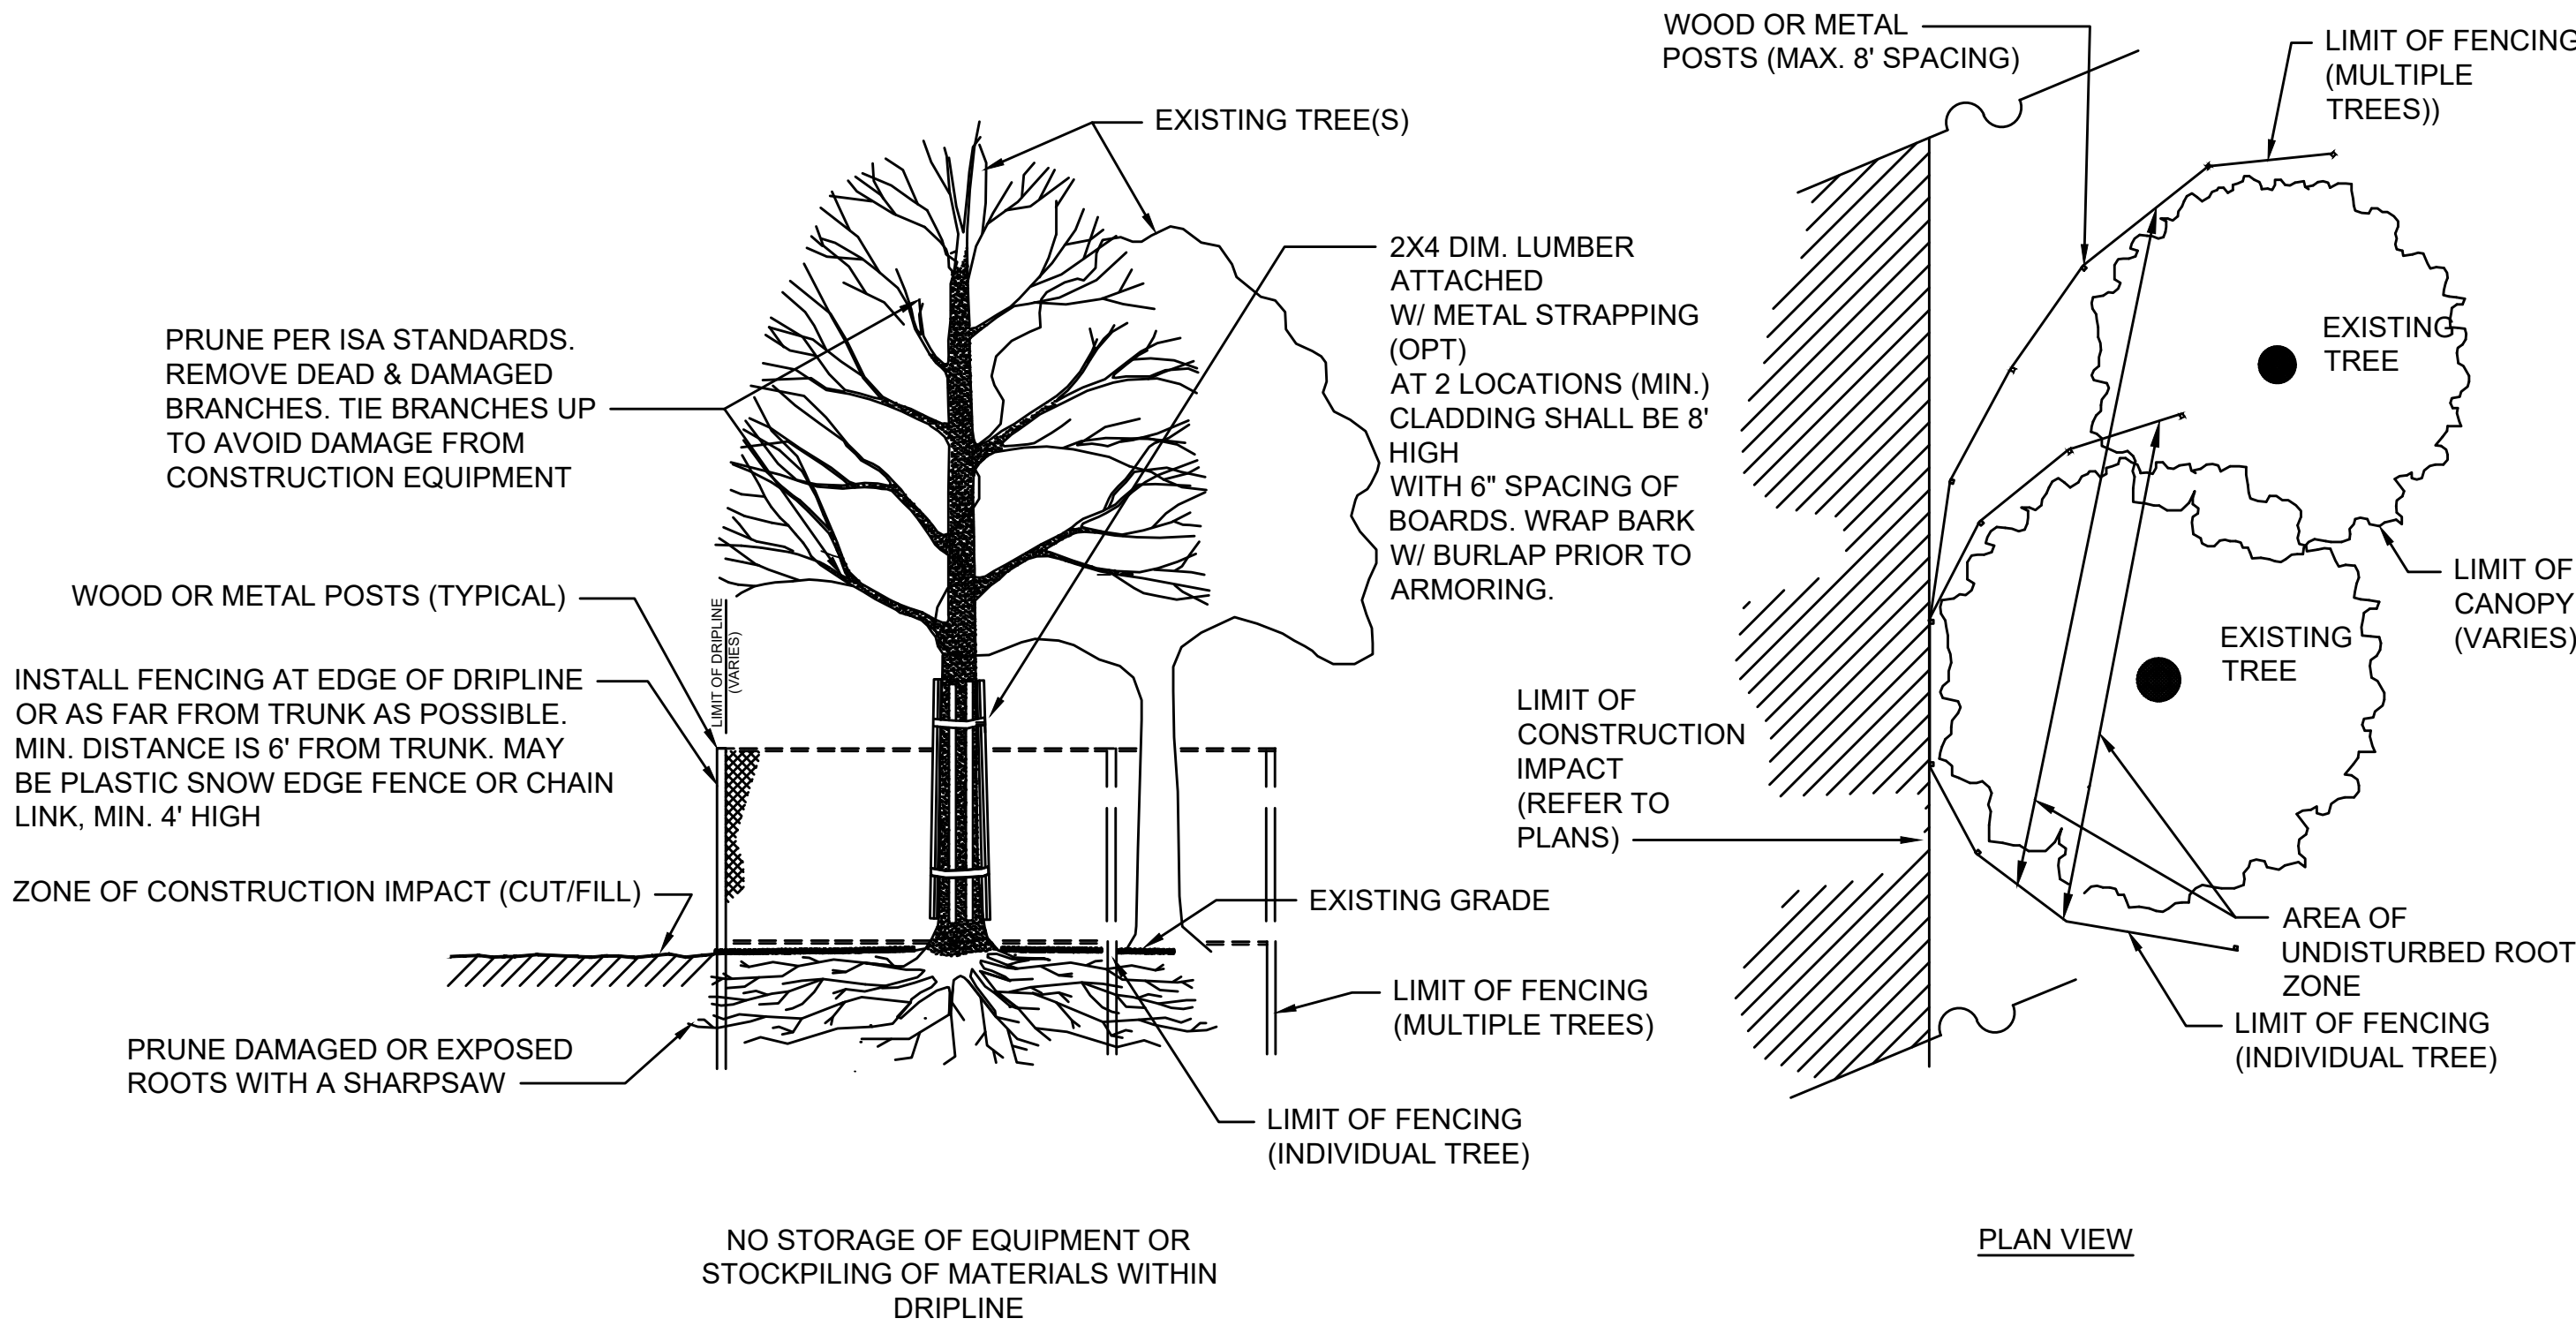 EXISTING TREE(S)
PRUNE PER ISA STANDARDS.
REMOVE DEAD & DAMAGED
BRANCHES. TIE BRANCHES UP
TO AVOID DAMAGE FROM
CONSTRUCTION EQUIPMENT
2X4 DIM. LUMBER
ATTACHED
W/ METAL STRAPPING
(OPT)
AT 2 LOCATIONS (MIN.)
CLADDING SHALL BE 8'
HIGH
WITH 6" SPACING OF
BOARDS. WRAP BARK
W/ BURLAP PRIOR TO
ARMORING.
WOOD OR METAL POSTS (TYPICAL)
LIMIT OF DRIPLINE
(VARIES)
INSTALL FENCING AT EDGE OF DRIPLINE
OR AS FAR FROM TRUNK AS POSSIBLE.
MIN. DISTANCE IS 6' FROM TRUNK. MAY
BE PLASTIC SNOW EDGE FENCE OR CHAIN
LINK, MIN. 4' HIGH
ZONE OF CONSTRUCTION IMPACT (CUT/FILL)
EXISTING GRADE
PRUNE DAMAGED OR EXPOSED
ROOTS WITH A SHARPSAW
LIMIT OF FENCING
(MULTIPLE TREES)
LIMIT OF FENCING
(INDIVIDUAL TREE)
NO STORAGE OF EQUIPMENT OR
STOCKPILING OF MATERIALS WITHIN
DRIPLINE
WOOD OR METAL
POSTS (MAX. 8' SPACING)
LIMIT OF FENCING
(MULTIPLE
TREES))
EXISTING
TREE
LIMIT OF
CANOPY
(VARIES)
EXISTING
TREE
LIMIT OF
CONSTRUCTION
IMPACT
(REFER TO
PLANS)
AREA OF
UNDISTURBED ROOT
ZONE
LIMIT OF FENCING
(INDIVIDUAL TREE)
PLAN VIEW